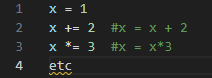 1 x = 1
2 x += 2  #x = x + 2
3 x *= 3  #x = x*3
4 etc